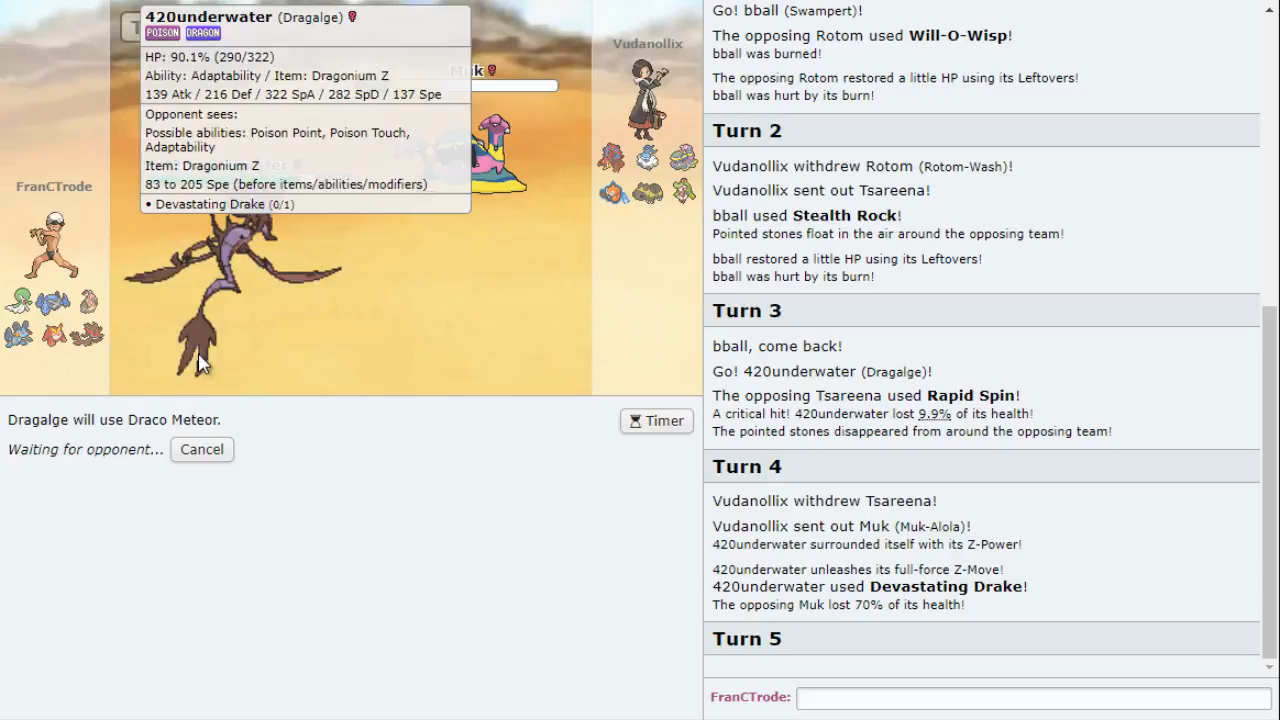 420underwater (Dragalge)
POISON DRAGON
HP: 90.1% (290/322)
Ability: Adaptability / Item: Dragonium Z
139 Atk / 216 Def / 322 SpA / 282 SpD / 137 Spe
Opponent sees:
Possible abilities: Poison Point, Poison Touch,
Adaptability
Item: Dragonium Z
83 to 205 Spe (before items/abilities/modifiers)
• Devastating Drake (0/1)
Vudanollix
FranCTrode
Dragalge will use Draco Meteor.
Timer
Waiting for opponent...
Cancel
Go! bball (Swampert)!
The opposing Rotom used Will-O-Wisp!
bball was burned!
The opposing Rotom restored a little HP using its Leftovers!
bball was hurt by its burn!
Turn 2
Vudanollix withdrew Rotom (Rotom-Wash)!
Vudanollix sent out Tsareena!
bball used Stealth Rock!
Pointed stones float in the air around the opposing team!
bball restored a little HP using its Leftovers!
bball was hurt by its burn!
Turn 3
bball, come back!
Go! 420underwater (Dragalge)!
The opposing Tsareena used Rapid Spin!
A critical hit! 420underwater lost 9.9% of its health!
The pointed stones disappeared from around the opposing team!
Turn 4
Vudanollix withdrew Tsareena!
Vudanollix sent out Muk (Muk-Alola)!
420underwater surrounded itself with its Z-Power!
420underwater unleashes its full-force Z-Move!
420underwater used Devastating Drake!
The opposing Muk lost 70% of its health!
Turn 5
FranCTrode: